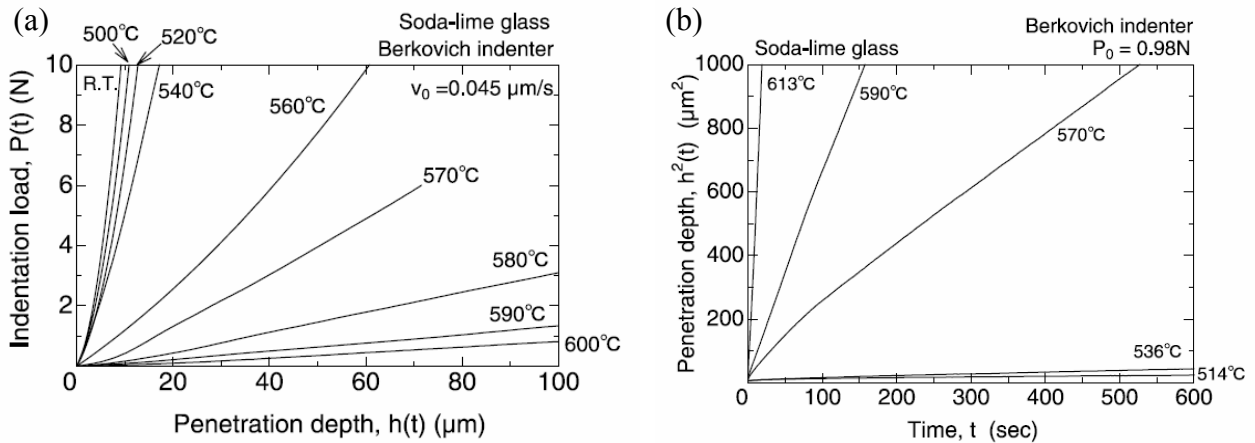 (a)
500°C
520°C
Soda-lime glass
Berkovich indenter
R.T.
540°C
v₀ =0.045 μm/s
560°C
570°C
580°C
590°C
600°C
10
8
6
4
2
0
20
40
60
80
100
Indentation load, P(t) (N)
Penetration depth, h(t) (μm)
(b)
Berkovich indenter
Soda-lime glass
P₀ = 0.98N
613°C
590°C
570°C
536°C
514°C
1000
800
600
400
200
0
100
200
300
400
500
600
Penetration depth, h²(t) (μm²)
Time, t (sec)